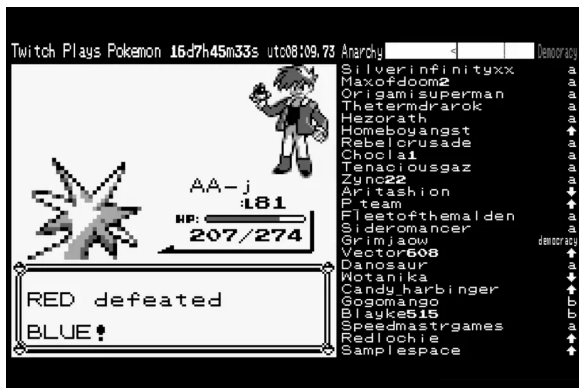 Twitch Plays Pokemon 16d7h45m33s utc08:09.73 Anarchy < Democracy
Silverinfinityxx a
Maxofdoom2 a
Origamisuperman a
Thetermdrarok a
Hezorath a
Homeboyangst ⬆
Rebelcrusade a
Chocla1 a
Tenaciousgaz a
Zync22 a
Aritashion ⬇
P_team ⬆
Fleetofthemalden a
Sideromancer a
Grimjaow democracy
Vector608 ⬆
Danosaur a
Wotanika ⬇
Candy_harbinger ⬆
Gogomango b
Blayke515 b
Speedmastrgames a
Redlochie ⬆
Samplespace ⬆
AA-j
:L81
HP:
207/274
RED defeated
BLUE!